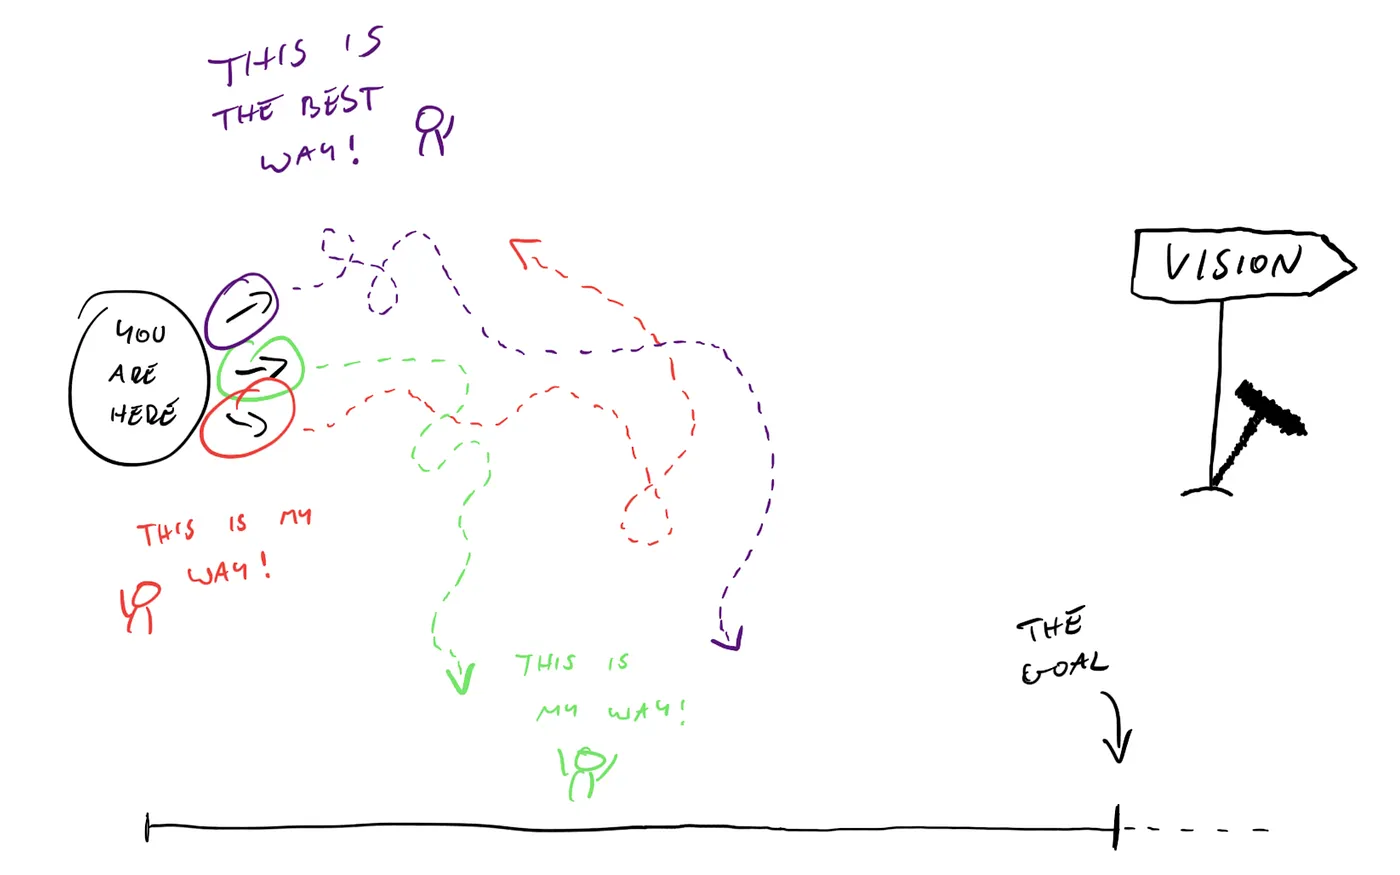 THIS IS
THE BEST
WAY!
VISION
YOU
ARE
HERE
THIS IS MY
WAY!
THIS IS
MY WAY!
THE
GOAL